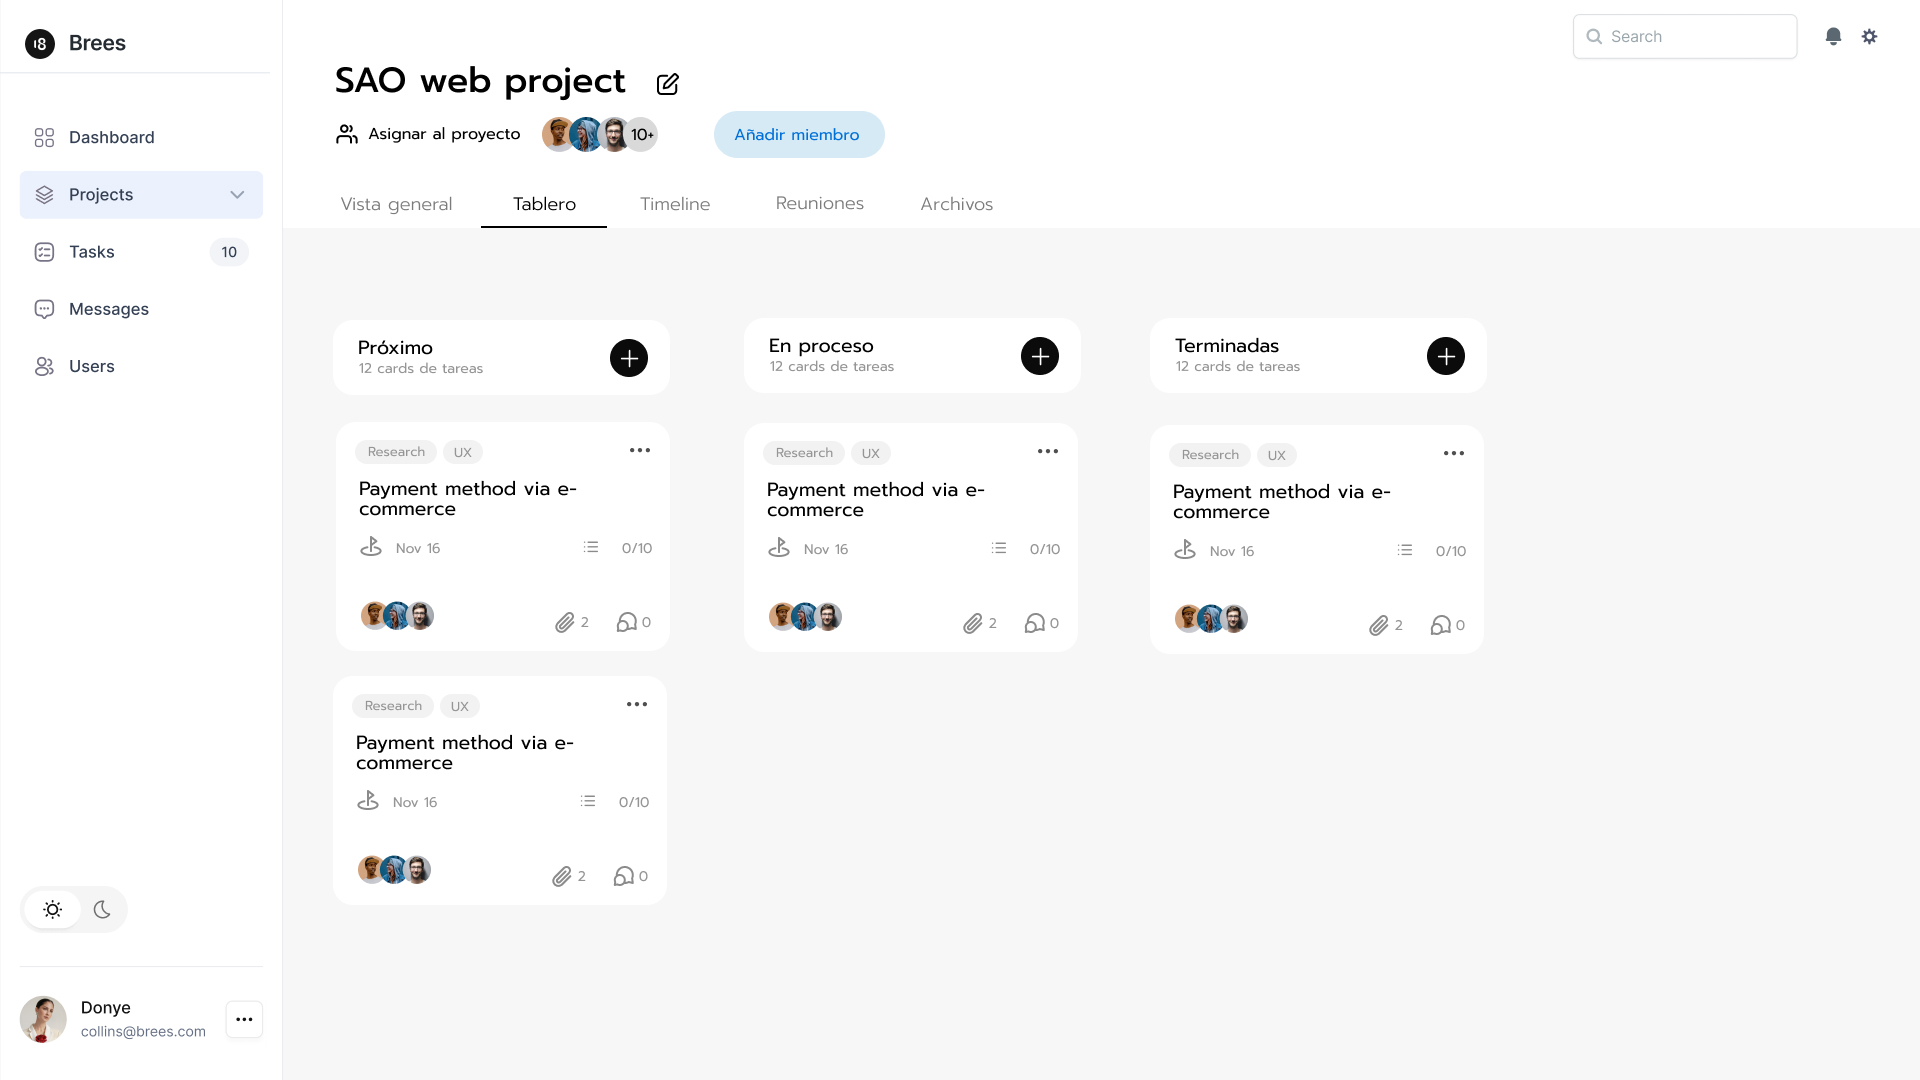 Brees
Search
SAO web project
Asignar al proyecto
10+
Añadir miembro
Dashboard
Projects
Tasks
10
Messages
Users
Vista general
Tablero
Timeline
Reuniones
Archivos
Próximo
12 cards de tareas
En proceso
12 cards de tareas
Terminadas
12 cards de tareas
Research
UX
Payment method via e-
commerce
Nov 16
0/10
2
0
Research
UX
Payment method via e-
commerce
Nov 16
0/10
2
0
Research
UX
Payment method via e-
commerce
Nov 16
0/10
2
0
Research
UX
Payment method via e-
commerce
Nov 16
0/10
2
0
Donye
collins@brees.com